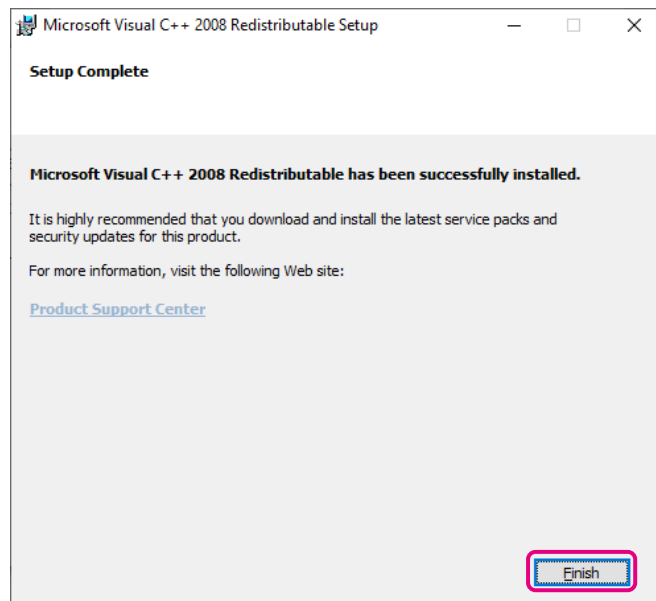 Microsoft Visual C++ 2008 Redistributable Setup
Setup Complete
Microsoft Visual C++ 2008 Redistributable has been successfully installed.
It is highly recommended that you download and install the latest service packs and
security updates for this product.
For more information, visit the following Web site:
Product Support Center
Finish